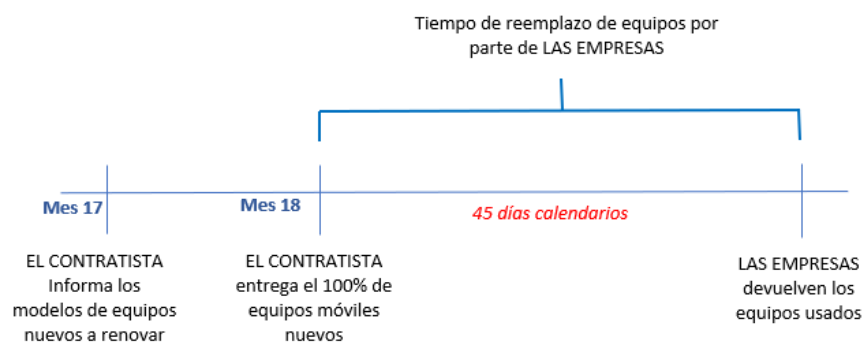 Tiempo de reemplazo de equipos por
parte de LAS EMPRESAS
Mes 17
Mes 18
45 días calendarios
EL CONTRATISTA
Informa los
modelos de equipos
nuevos a renovar
EL CONTRATISTA
entrega el 100% de
equipos móviles
nuevos
LAS EMPRESAS
devuelven los
equipos usados